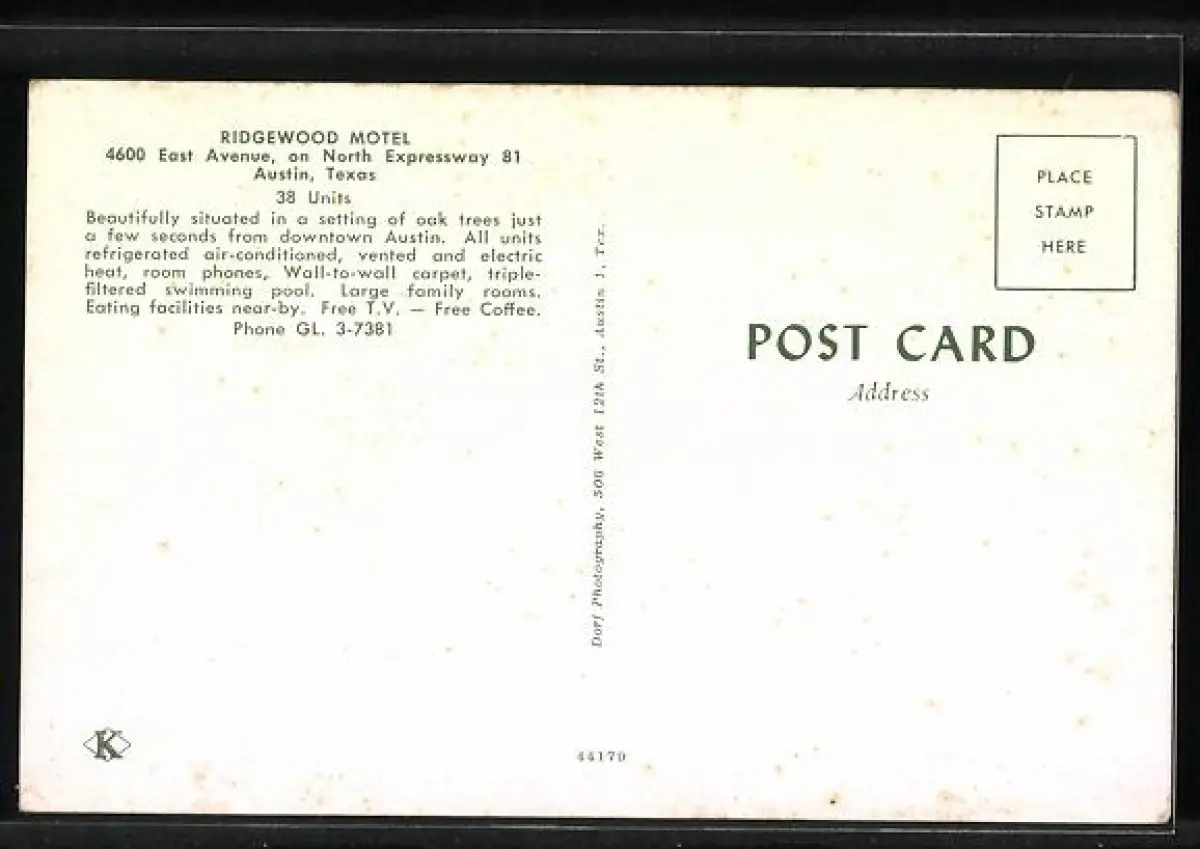 RIDGEWOOD MOTEL
4600 East Avenue, on North Expressway 81
Austin, Texas
38 Units
Beautifully situated in a setting of oak trees just
a few seconds from downtown Austin. All units
refrigerated air-conditioned, vented and electric
heat, room phones, Wall-to-wall carpet, triple-
filtered swimming pool. Large family rooms.
Eating facilities near-by. Free T.V. — Free Coffee.
Phone GL. 3-7381
Dorf Photography, 506 West 12th St., Austin 1, Tex.
PLACE
STAMP
HERE
POST CARD
Address
K
44179